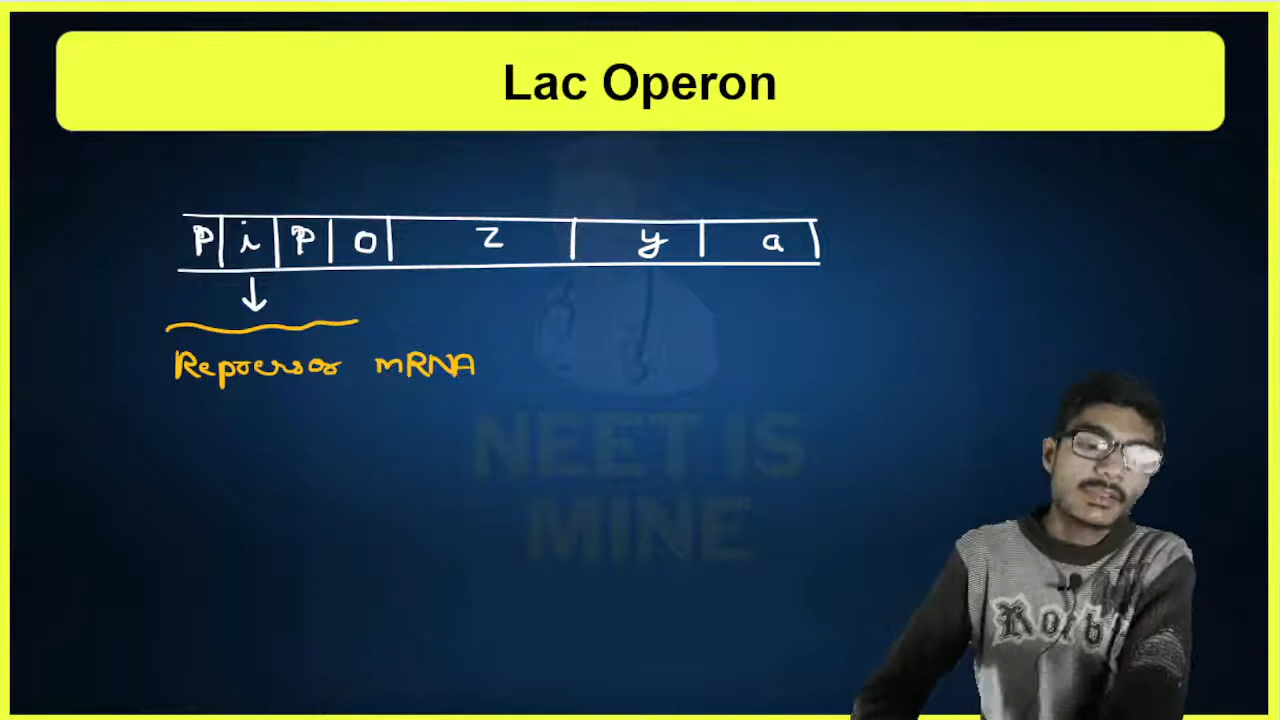 Lac Operon
P i P O z y a
Repressor mRNA
NEET IS
MINE